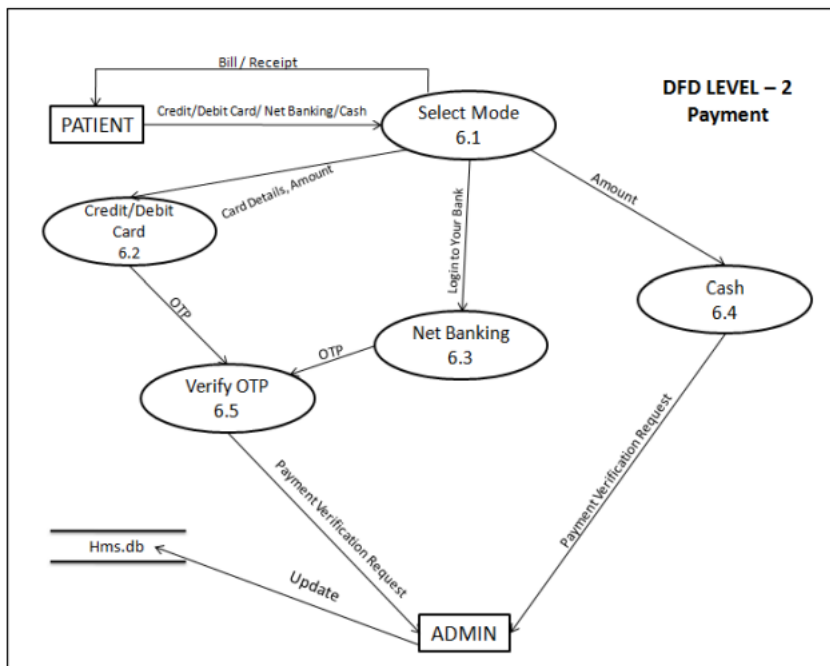 Bill / Receipt
DFD LEVEL – 2
Payment
PATIENT
Credit/Debit Card/ Net Banking/Cash
Select Mode
6.1
Card Details, Amount
Login to Your Bank
Amount
Credit/Debit
Card
6.2
Cash
6.4
OTP
Net Banking
6.3
OTP
Verify OTP
6.5
Payment Verification Request
Payment Verification Request
Hms.db
Update
ADMIN